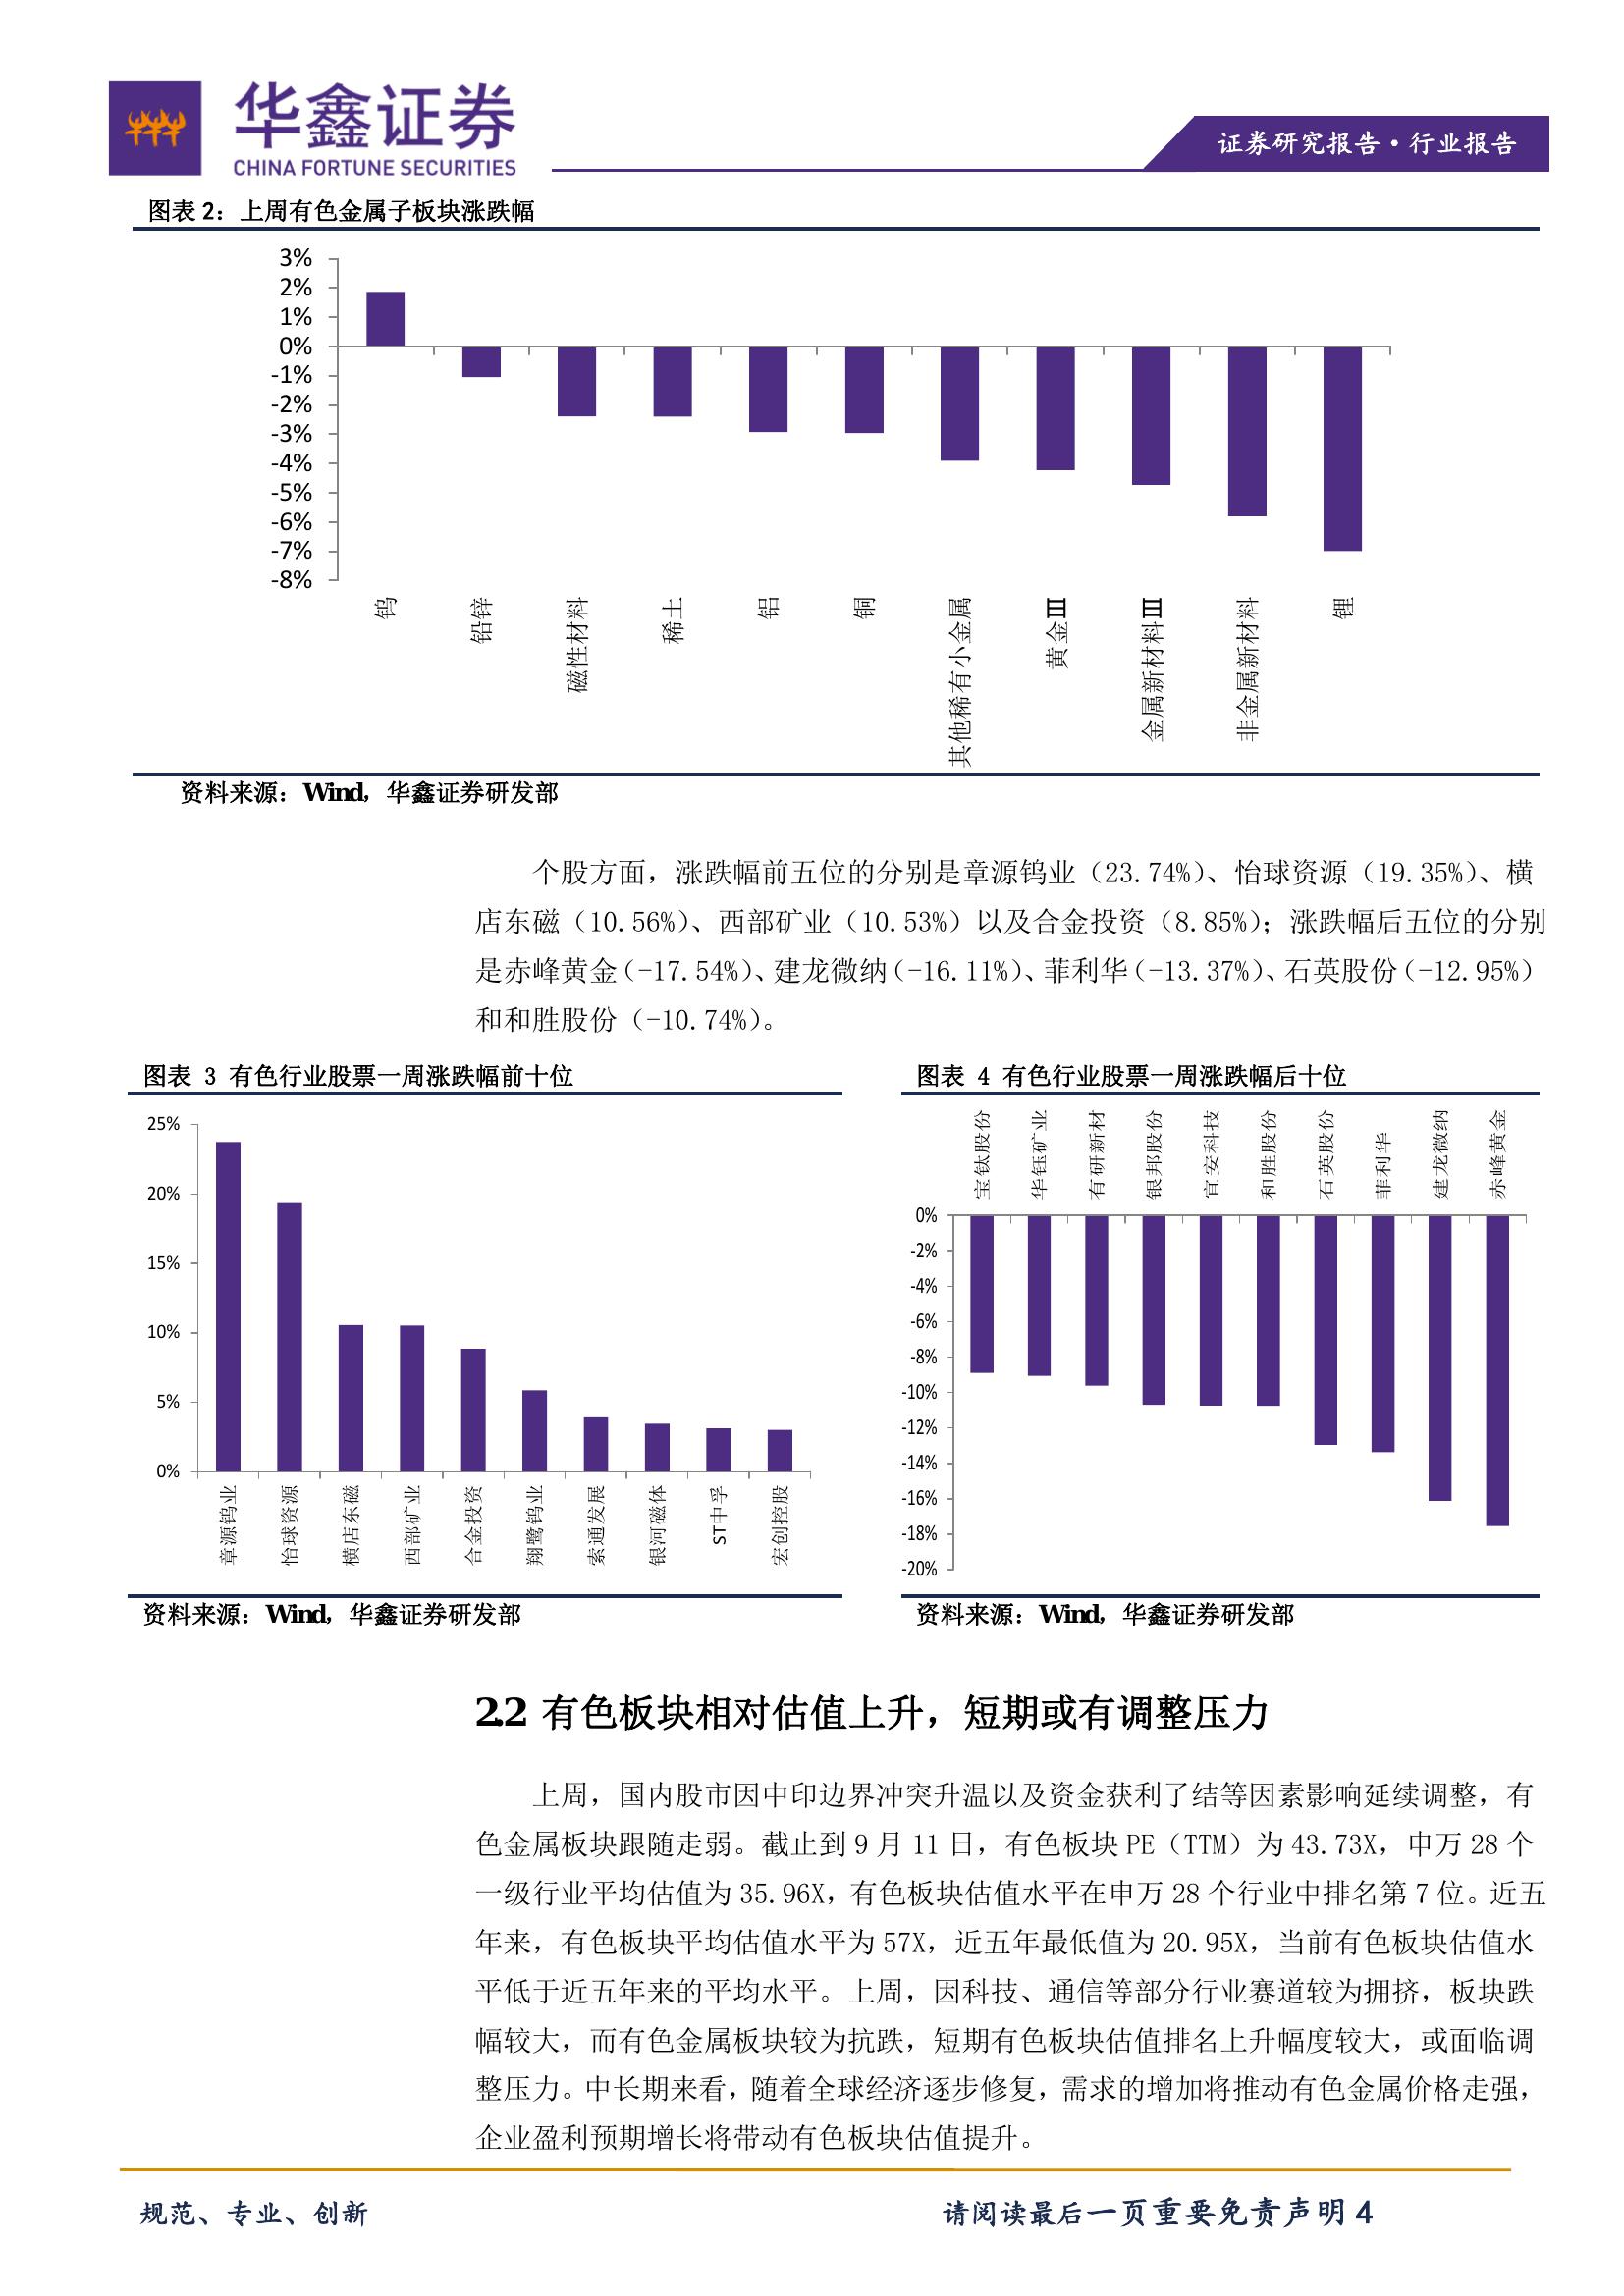 华鑫证券
CHINA FORTUNE SECURITIES
证券研究报告·行业报告
图表 2：上周有色金属子板块涨跌幅
3%
2%
1%
0%
-1%
-2%
-3%
-4%
-5%
-6%
-7%
-8%
钨
铅锌
磁性材料
稀土
铝
铜
其他稀有小金属
黄金Ⅲ
金属新材料Ⅲ
非金属新材料
锂
资料来源：Wind，华鑫证券研发部
个股方面，涨跌幅前五位的分别是章源钨业（23.74%）、怡球资源（19.35%）、横
店东磁（10.56%）、西部矿业（10.53%）以及合金投资（8.85%）；涨跌幅后五位的分别
是赤峰黄金（-17.54%）、建龙微纳（-16.11%）、菲利华（-13.37%）、石英股份（-12.95%）
和和胜股份（-10.74%）。
图表 3 有色行业股票一周涨跌幅前十位
25%
20%
15%
10%
5%
0%
章源钨业
怡球资源
横店东磁
西部矿业
合金投资
翔鹭钨业
索通发展
银河磁体
ST中孚
宏创控股
资料来源：Wind，华鑫证券研发部
图表 4 有色行业股票一周涨跌幅后十位
宝钛股份
华钰矿业
有研新材
银邦股份
宜安科技
和胜股份
石英股份
菲利华
建龙微纳
赤峰黄金
0%
-2%
-4%
-6%
-8%
-10%
-12%
-14%
-16%
-18%
-20%
资料来源：Wind，华鑫证券研发部
2.2 有色板块相对估值上升，短期或有调整压力
上周，国内股市因中印边界冲突升温以及资金获利了结等因素影响延续调整，有
色金属板块跟随走弱。截止到 9 月 11 日，有色板块 PE（TTM）为 43.73X，申万 28 个
一级行业平均估值为 35.96X，有色板块估值水平在申万 28 个行业中排名第 7 位。近五
年来，有色板块平均估值水平为 57X，近五年最低值为 20.95X，当前有色板块估值水
平低于近五年来的平均水平。上周，因科技、通信等部分行业赛道较为拥挤，板块跌
幅较大，而有色金属板块较为抗跌，短期有色板块估值排名上升幅度较大，或面临调
整压力。中长期来看，随着全球经济逐步修复，需求的增加将推动有色金属价格走强，
企业盈利预期增长将带动有色板块估值提升。
规范、专业、创新
请阅读最后一页重要免责声明 4